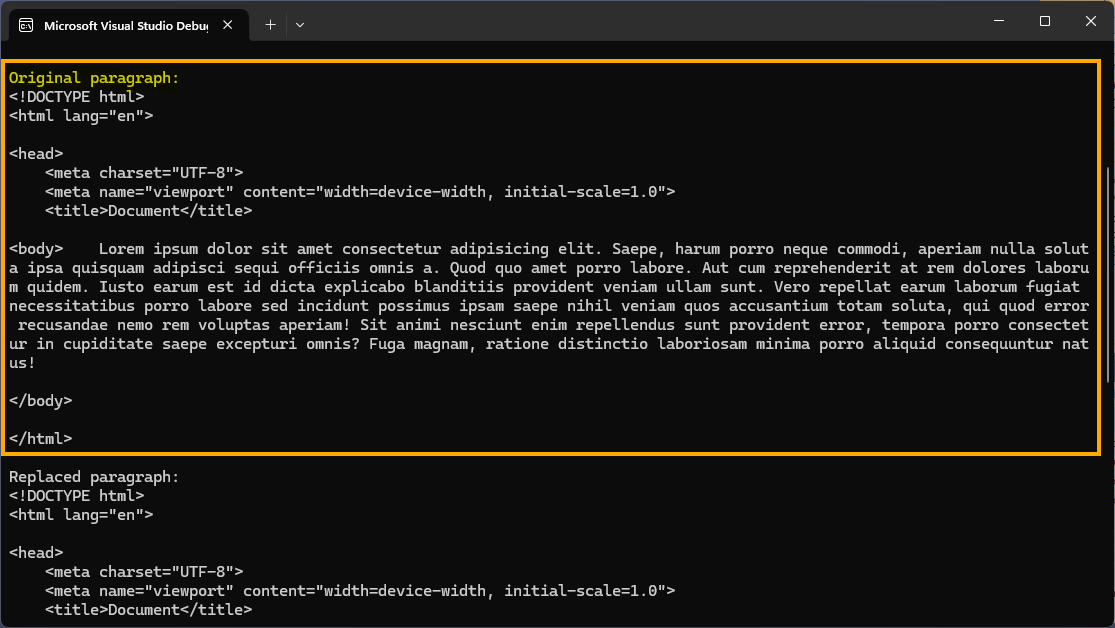 Microsoft Visual Studio Debug
Original paragraph:
<!DOCTYPE html>
<html lang="en">
<head>
    <meta charset="UTF-8">
    <meta name="viewport" content="width=device-width, initial-scale=1.0">
    <title>Document</title>
<body>    Lorem ipsum dolor sit amet consectetur adipisicing elit. Saepe, harum porro neque commodi, aperiam nulla solut
a ipsa quisquam adipisci sequi officiis omnis a. Quod quo amet porro labore. Aut cum reprehenderit at rem dolores laboru
m quidem. Iusto earum est id dicta explicabo blanditiis provident veniam ullam sunt. Vero repellat earum laborum fugiat
necessitatibus porro labore sed incidunt possimus ipsam saepe nihil veniam quos accusantium totam soluta, qui quod error
 recusandae nemo rem voluptas aperiam! Sit animi nesciunt enim repellendus sunt provident error, tempora porro consectet
ur in cupiditate saepe excepturi omnis? Fuga magnam, ratione distinctio laboriosam minima porro aliquid consequuntur nat
us!
</body>
</html>
Replaced paragraph:
<!DOCTYPE html>
<html lang="en">
<head>
    <meta charset="UTF-8">
    <meta name="viewport" content="width=device-width, initial-scale=1.0">
    <title>Document</title>